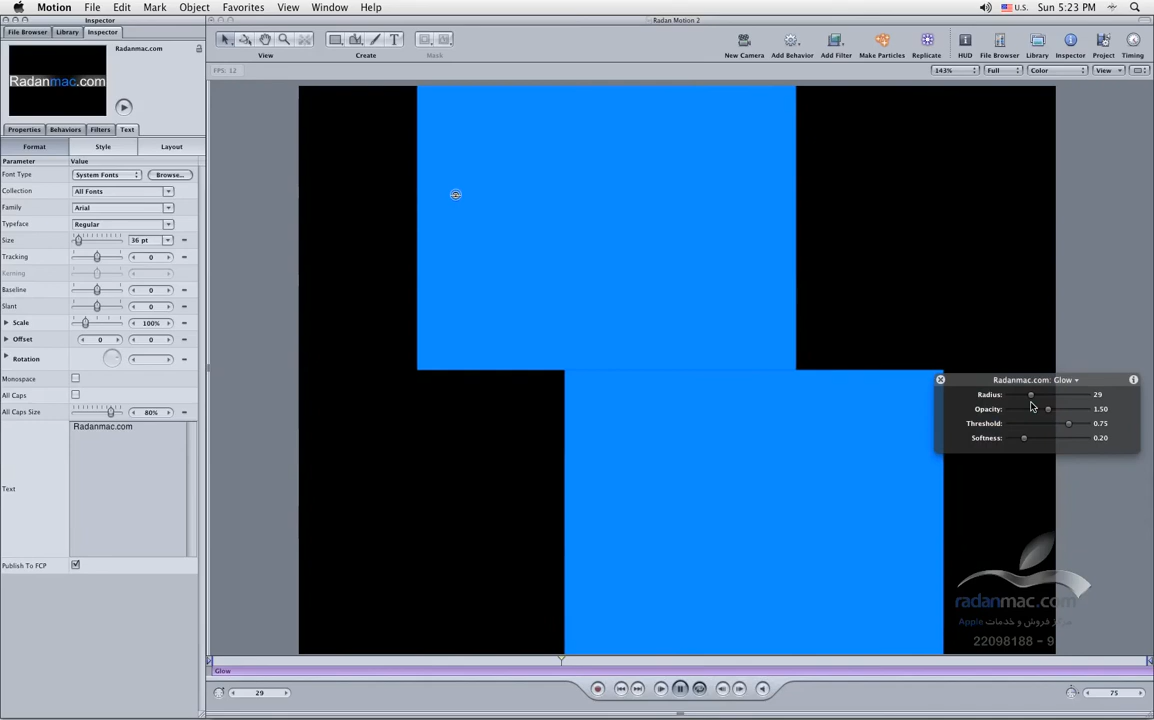 Motion File Edit Mark Object Favorites View Window Help U.S. Sun 5:23 PM
Inspector Radan Motion 2
File Browser Library Inspector
Radanmac.com
Radanmac.com
View Create Mask New Camera Add Behavior Add Filter Make Particles Replicate HUD File Browser Library Inspector Project Timing
FPS: 12 143% Full Color View
Properties Behaviors Filters Text
Format Style Layout
Parameter Value
Font Type System Fonts Browse...
Collection All Fonts
Family Arial
Typeface Regular
Size 36 pt
Tracking 0
Kerning
Baseline 0
Slant 0
Scale 100%
Offset 0 0
Rotation
Monospace
All Caps
All Caps Size 80%
Radanmac.com
Text
Publish To FCP
Radanmac.com: Glow
Radius: 29
Opacity: 1.50
Threshold: 0.75
Softness: 0.20
radanmac.com
مرکز فروش و خدمات Apple
22098188 - 9
Glow
29 75